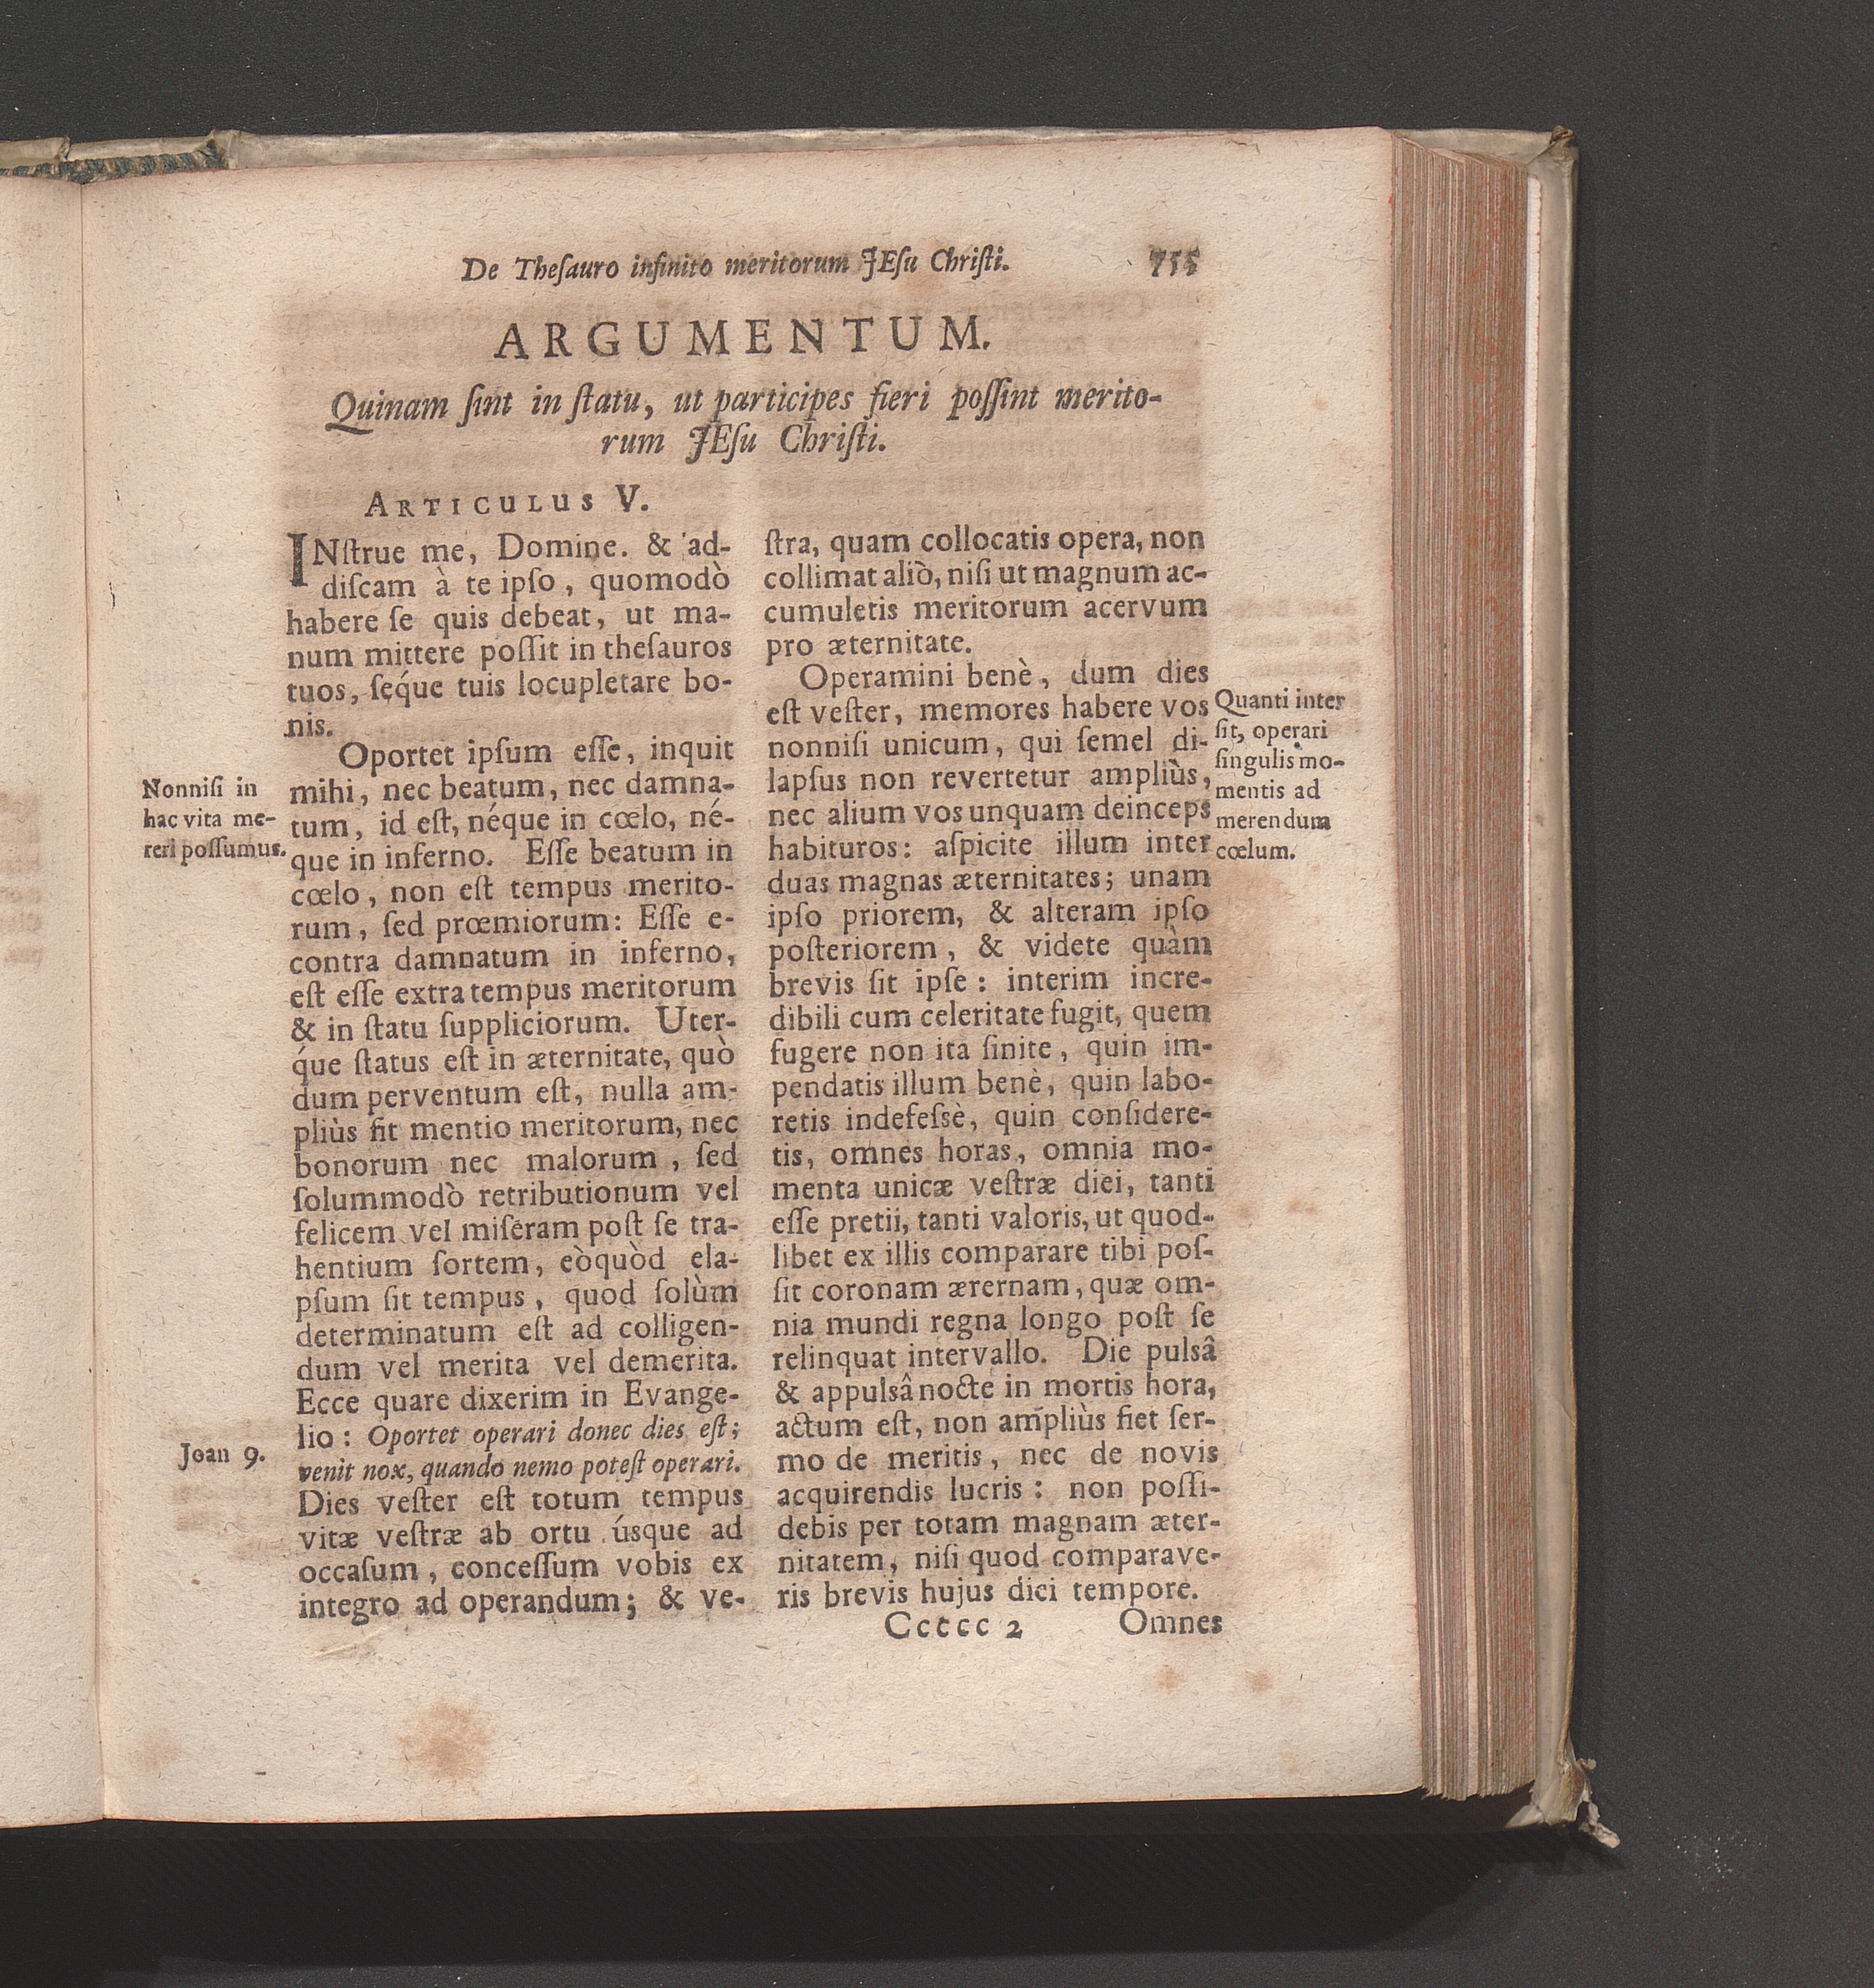 De Theſauro infinito meritorum JEſu Chriſti. 755
ARGUMENTUM.
Quinam ſint in ſtatu, ut participes fieri poſſint merito-
rum JEſu Chriſti.
ARTICULUS V.
INſtrue me, Domine. & ad-
diſcam à te ipſo, quomodò
habere ſe quis debeat, ut ma-
num mittere poſſit in theſauros
tuos, ſeq́ue tuis locupletare bo-
nis.
Oportet ipſum eſſe, inquit
mihi, nec beatum, nec damna-
tum, id eſt, néque in cœlo, né-
que in inferno. Eſſe beatum in
cœlo, non eſt tempus merito-
rum, ſed prœmiorum: Eſſe e-
contra damnatum in inferno,
eſt eſſe extra tempus meritorum
& in ſtatu ſuppliciorum. Uter-
q́ue ſtatus eſt in æternitate, quò
dum perventum eſt, nulla am-
pliùs fit mentio meritorum, nec
bonorum nec malorum, ſed
ſolummodò retributionum vel
felicem vel miſeram poſt ſe tra-
hentium ſortem, eòquòd ela-
pſum ſit tempus, quod ſolùm
determinatum eſt ad colligen-
dum vel merita vel demerita.
Ecce quare dixerim in Evange-
lio: Oportet operari donec dies eſt;
venit nox, quando nemo poteſt operari.
Dies veſter eſt totum tempus
vitæ veſtræ ab ortu úsque ad
occaſum, conceſſum vobis ex
integro ad operandum; & ve-
Nonniſi in
hac vita me-
reri poſſumus.
Joan 9.
ſtra, quam collocatis opera, non
collimat aliò, niſi ut magnum ac-
cumuletis meritorum acervum
pro æternitate.
Operamini benè, dum dies
eſt veſter, memores habere vos
nonniſi unicum, qui ſemel di-
lapſus non revertetur ampliùs,
nec alium vos unquam deinceps
habituros: aſpicite illum inter
duas magnas æternitates; unam
ipſo priorem, & alteram ipſo
poſteriorem, & videte quàm
brevis ſit ipſe: interim incre-
dibili cum celeritate fugit, quem
fugere non ita ſinite, quin im-
pendatis illum benè, quin labo-
retis indefeſsè, quin conſidere-
tis, omnes horas, omnia mo-
menta unicæ veſtræ diei, tanti
eſſe pretii, tanti valoris, ut quod-
libet ex illis comparare tibi poſ-
ſit coronam ærernam, quæ om-
nia mundi regna longo poſt ſe
relinquat intervallo. Die pulsâ
& appulsâ nocte in mortis hora,
actum eſt, non ampliùs fiet ſer-
mo de meritis, nec de novis
acquirendis lucris: non poſſi-
debis per totam magnam æter-
nitatem, niſi quod comparave-
ris brevis hujus diei tempore.
Quanti inter
ſit, operari
ſingulis mo-
mentis ad
merendum
cœlum.
Ccccc 2 Omnes